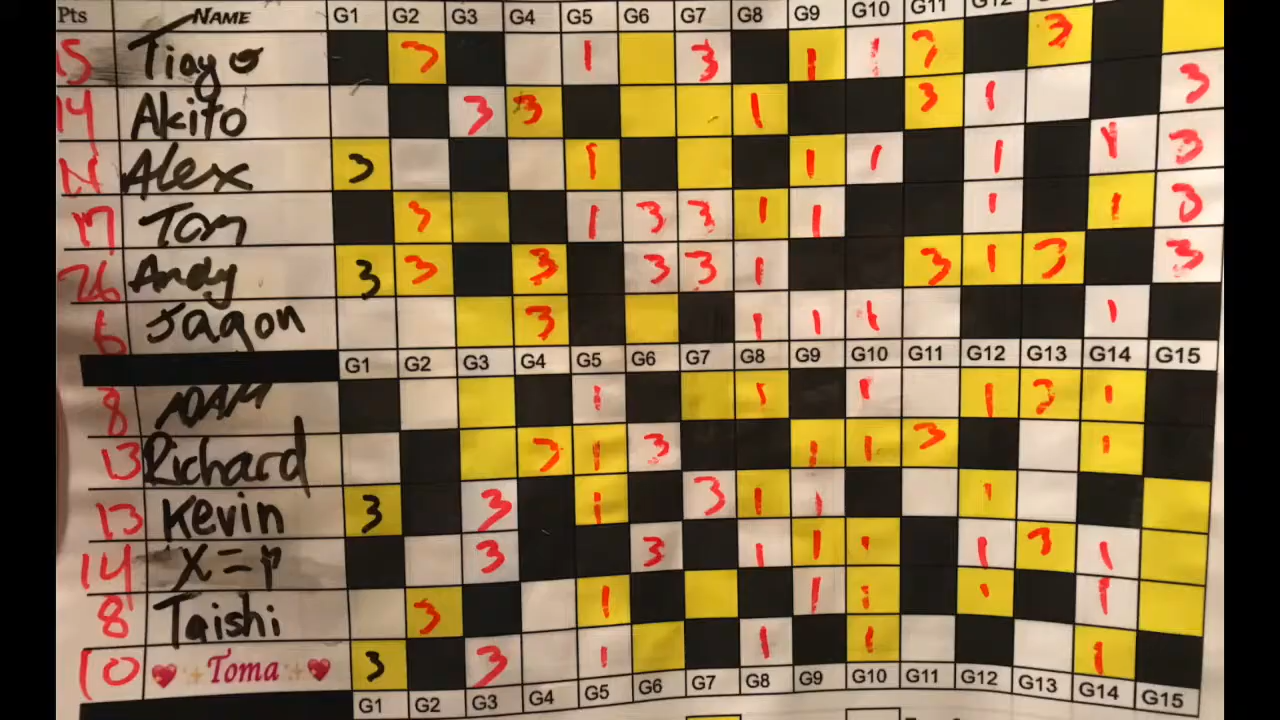 Pts NAME G1 G2 G3 G4 G5 G6 G7 G8 G9 G10 G11 G12
15 Tiago 3 1 3 1 1 3 3
14 Akito 3 3 1 3 1 3
Alex 3 1 1 1 1 1 3
17 Tom 3 1 3 3 1 1 1 1 3
26 Andy 3 3 3 3 3 1 3 1 3 3
6 Jagon 3 1 1 1 1
G1 G2 G3 G4 G5 G6 G7 G8 G9 G10 G11 G12 G13 G14 G15
8 ADAM 1 1 1 1 3 1
13 Richard 3 1 3 1 1 3 1
13 Kevin 3 3 1 3 1 1 1
14 3 3 1 1 1 1 3 1
8 Taishi 3 1 1 1 1 1
10 Toma 3 3 1 1 1 1
G1 G2 G3 G4 G5 G6 G7 G8 G9 G10 G11 G12 G13 G14 G15